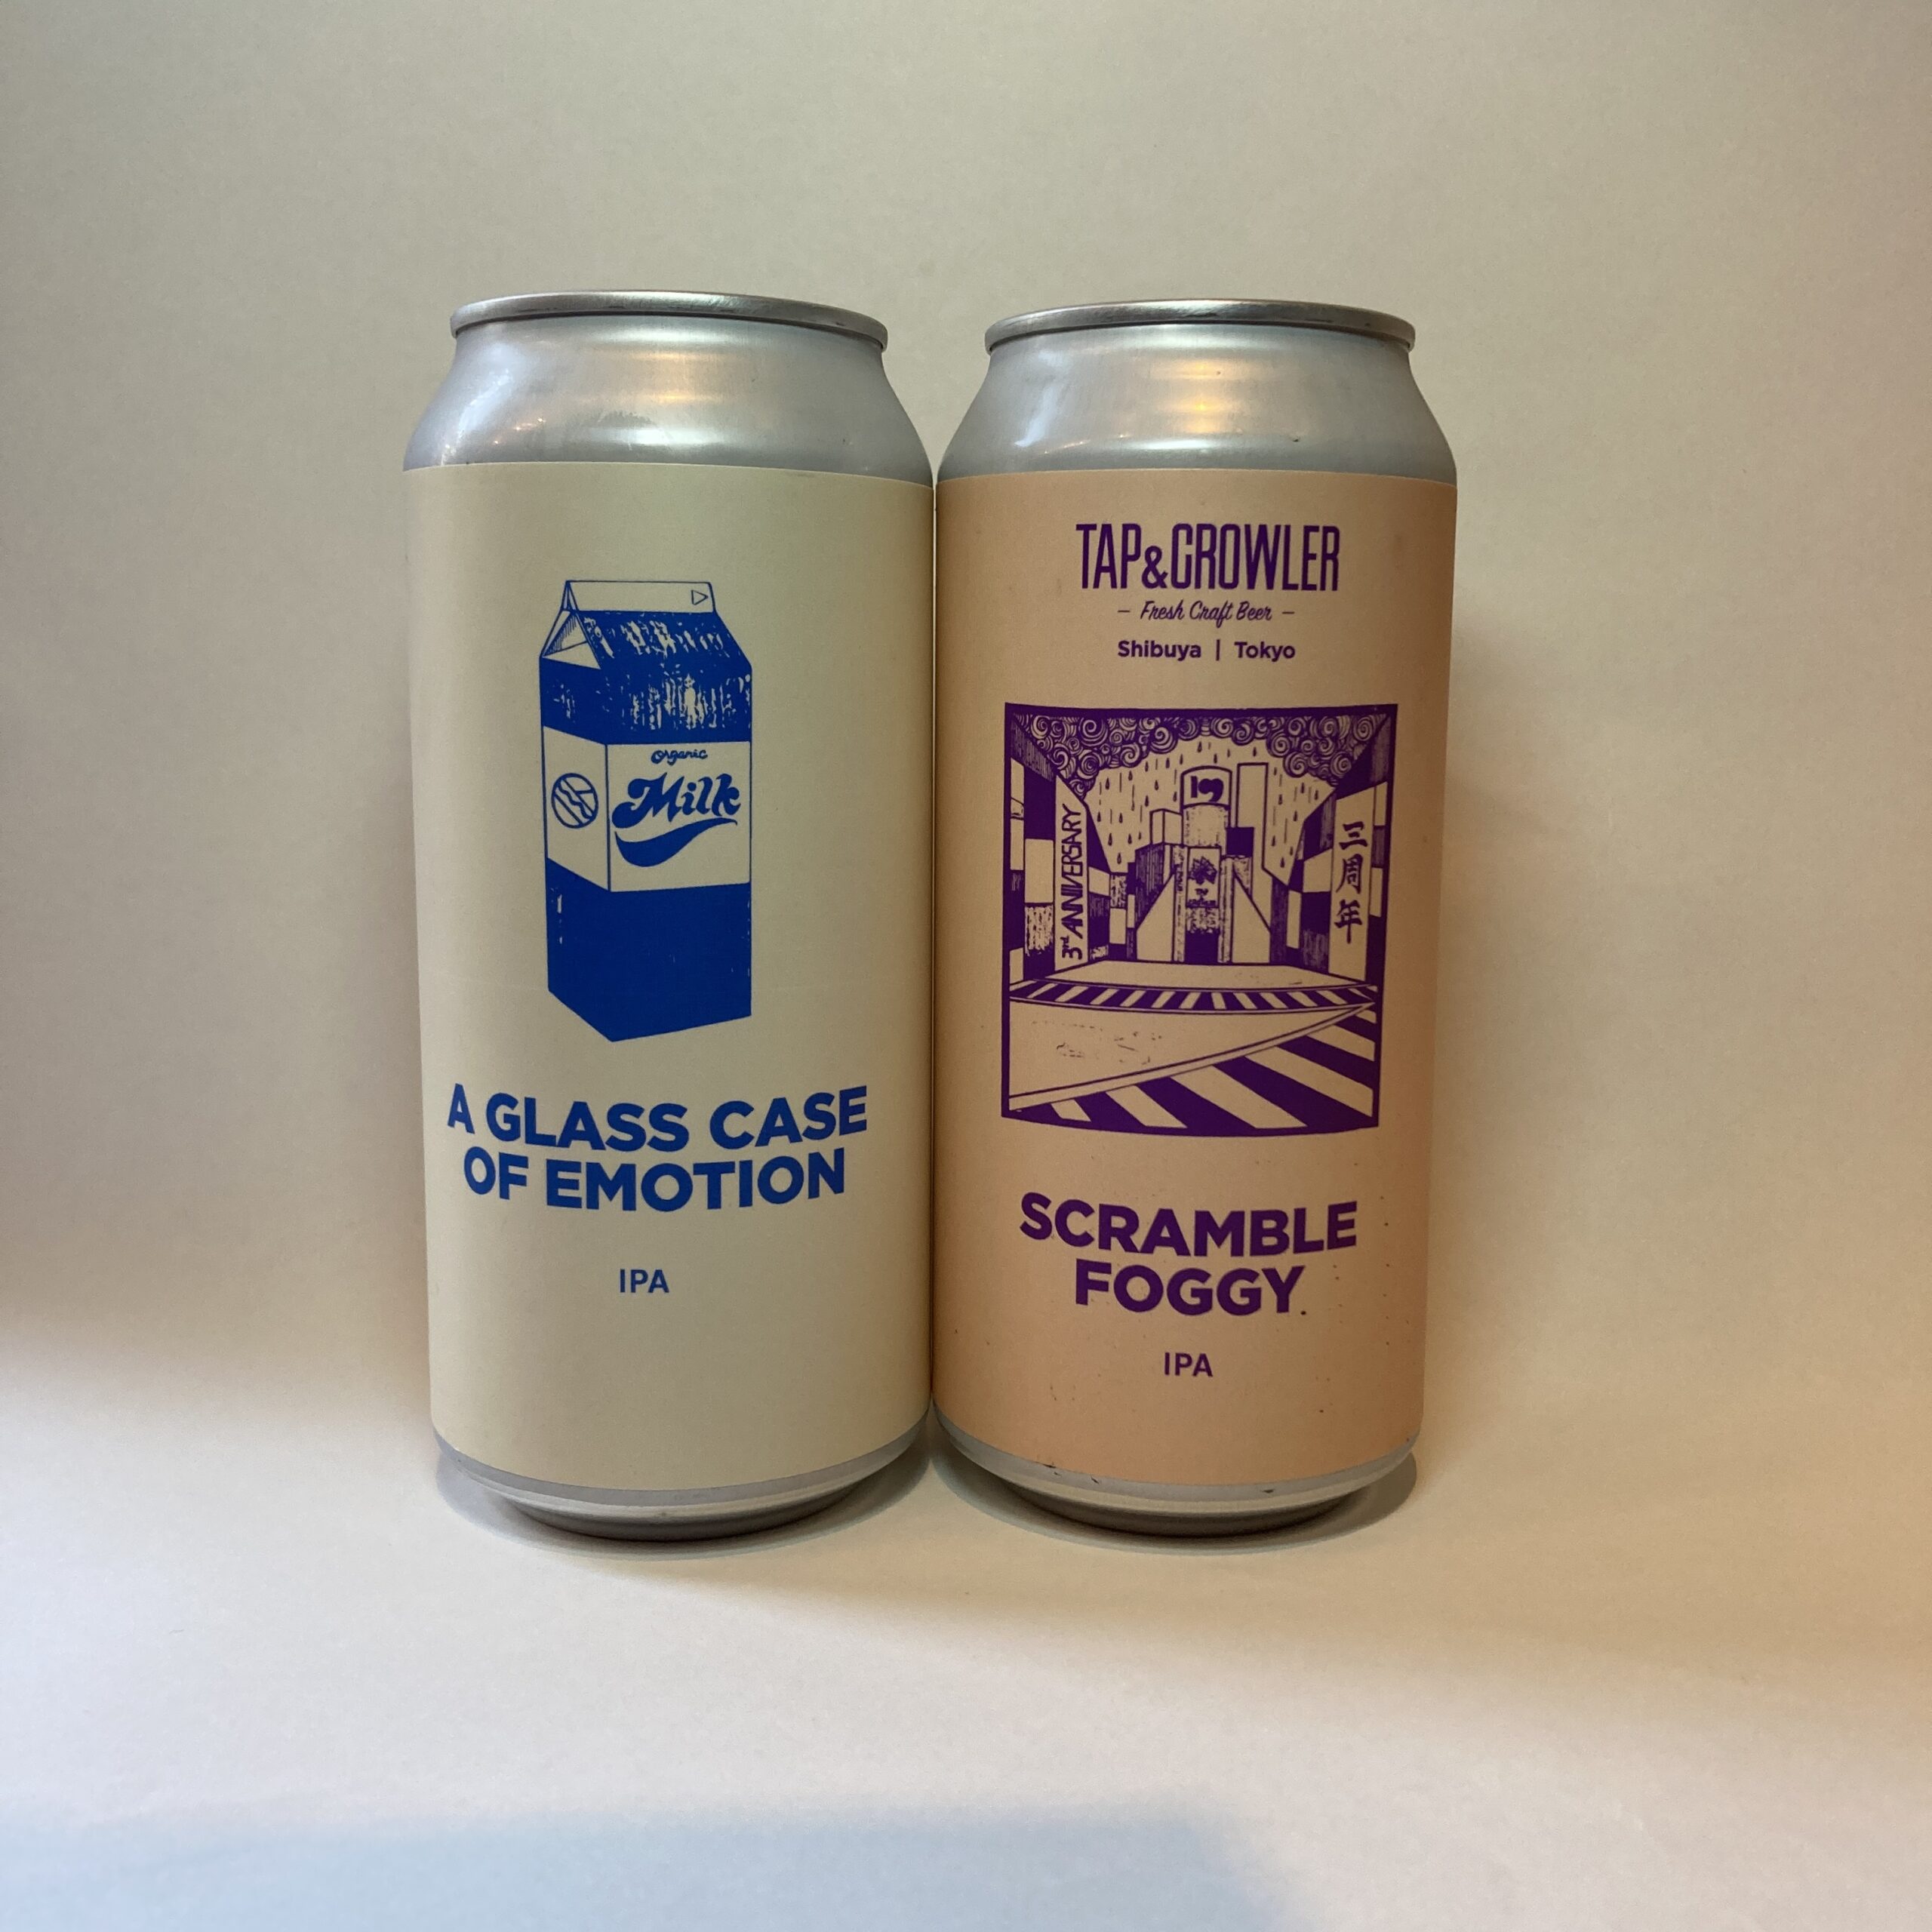 Organic
Milk
A GLASS CASE
OF EMOTION
IPA
TAP&GROWLER
– Fresh Craft Beer –
Shibuya | Tokyo
109
3rd ANNIVERSARY
三周年
SCRAMBLE
FOGGY
IPA